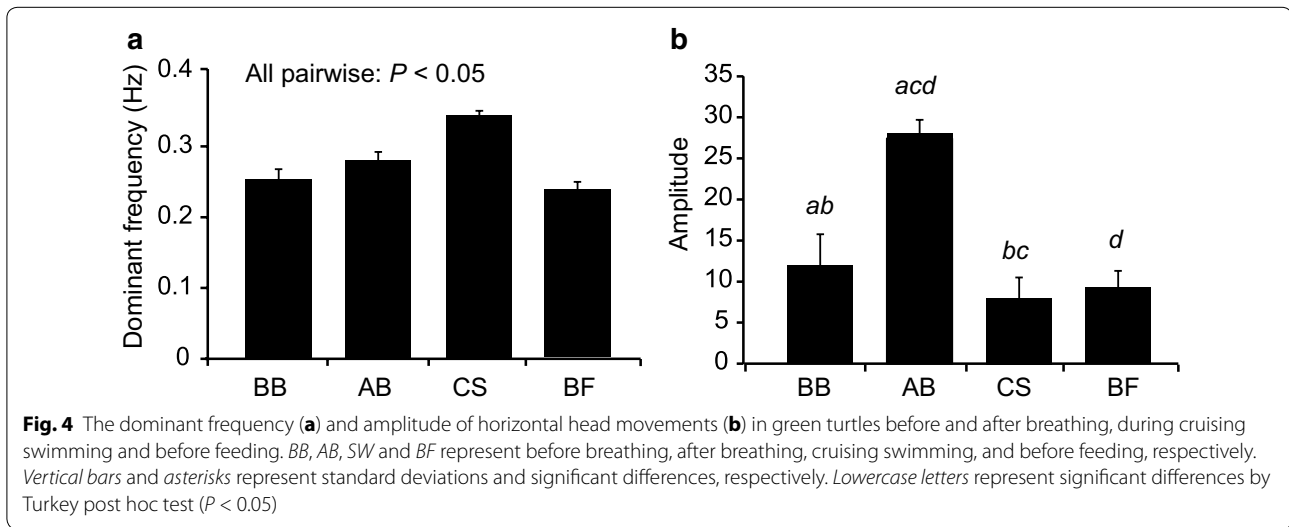 a
All pairwise: P < 0.05
Dominant frequency (Hz)
0.4
0.3
0.2
0.1
0
BB AB CS BF
b
Amplitude
35
30
25
20
15
10
5
0
ab
acd
bc
d
BB AB CS BF
Fig. 4 The dominant frequency (a) and amplitude of horizontal head movements (b) in green turtles before and after breathing, during cruising
swimming and before feeding. BB, AB, SW and BF represent before breathing, after breathing, cruising swimming, and before feeding, respectively.
Vertical bars and asterisks represent standard deviations and significant differences, respectively. Lowercase letters represent significant differences by
Turkey post hoc test (P < 0.05)